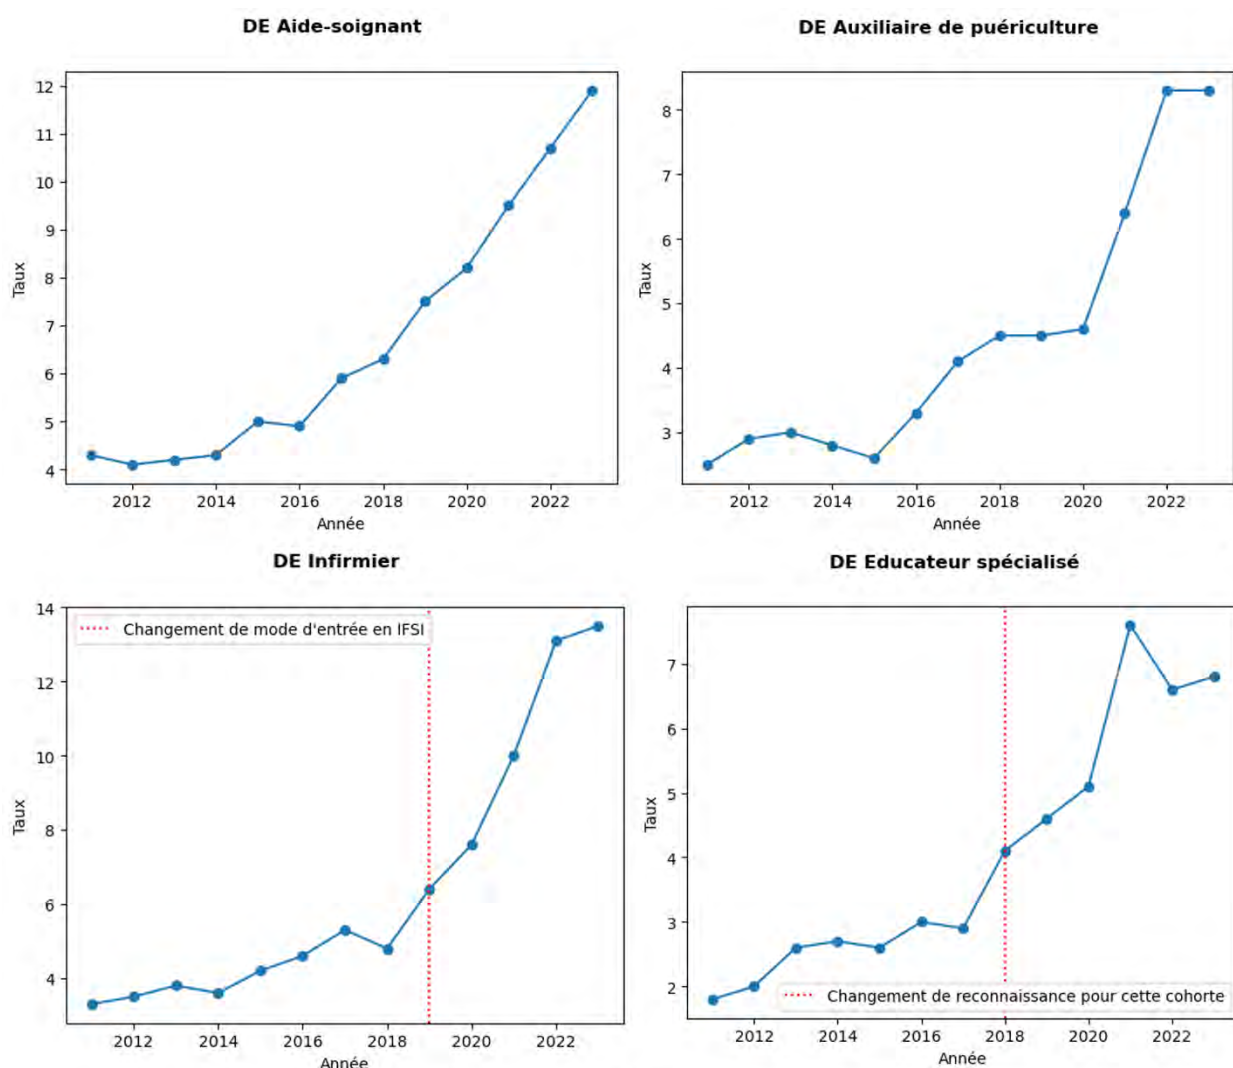 DE Aide-soignant
12
11
10
9
8
7
6
5
4
Taux
2012 2014 2016 2018 2020 2022
Année
DE Auxiliaire de puériculture
8
7
6
5
4
3
Taux
2012 2014 2016 2018 2020 2022
Année
DE Infirmier
Changement de mode d'entrée en IFSI
14
12
10
8
6
4
Taux
2012 2014 2016 2018 2020 2022
Année
DE Educateur spécialisé
7
6
5
4
3
2
Taux
Changement de reconnaissance pour cette cohorte
2012 2014 2016 2018 2020 2022
Année